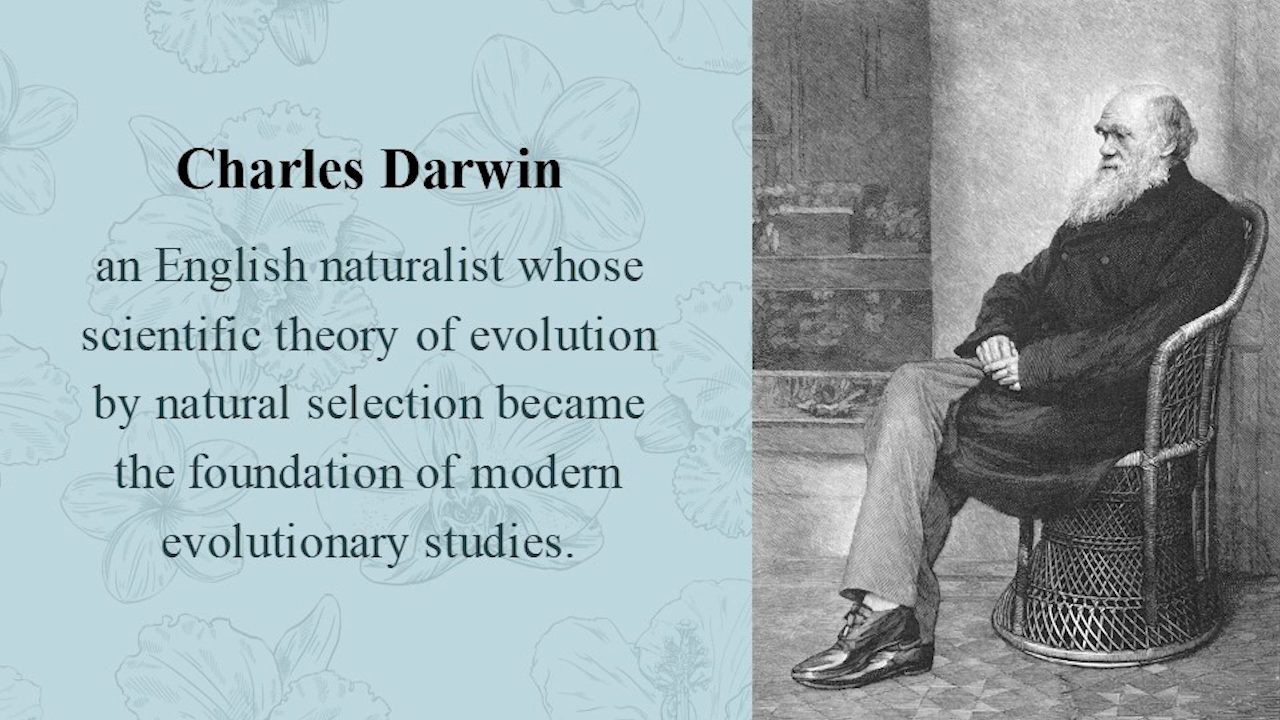 Charles Darwin
an English naturalist whose
scientific theory of evolution
by natural selection became
the foundation of modern
evolutionary studies.